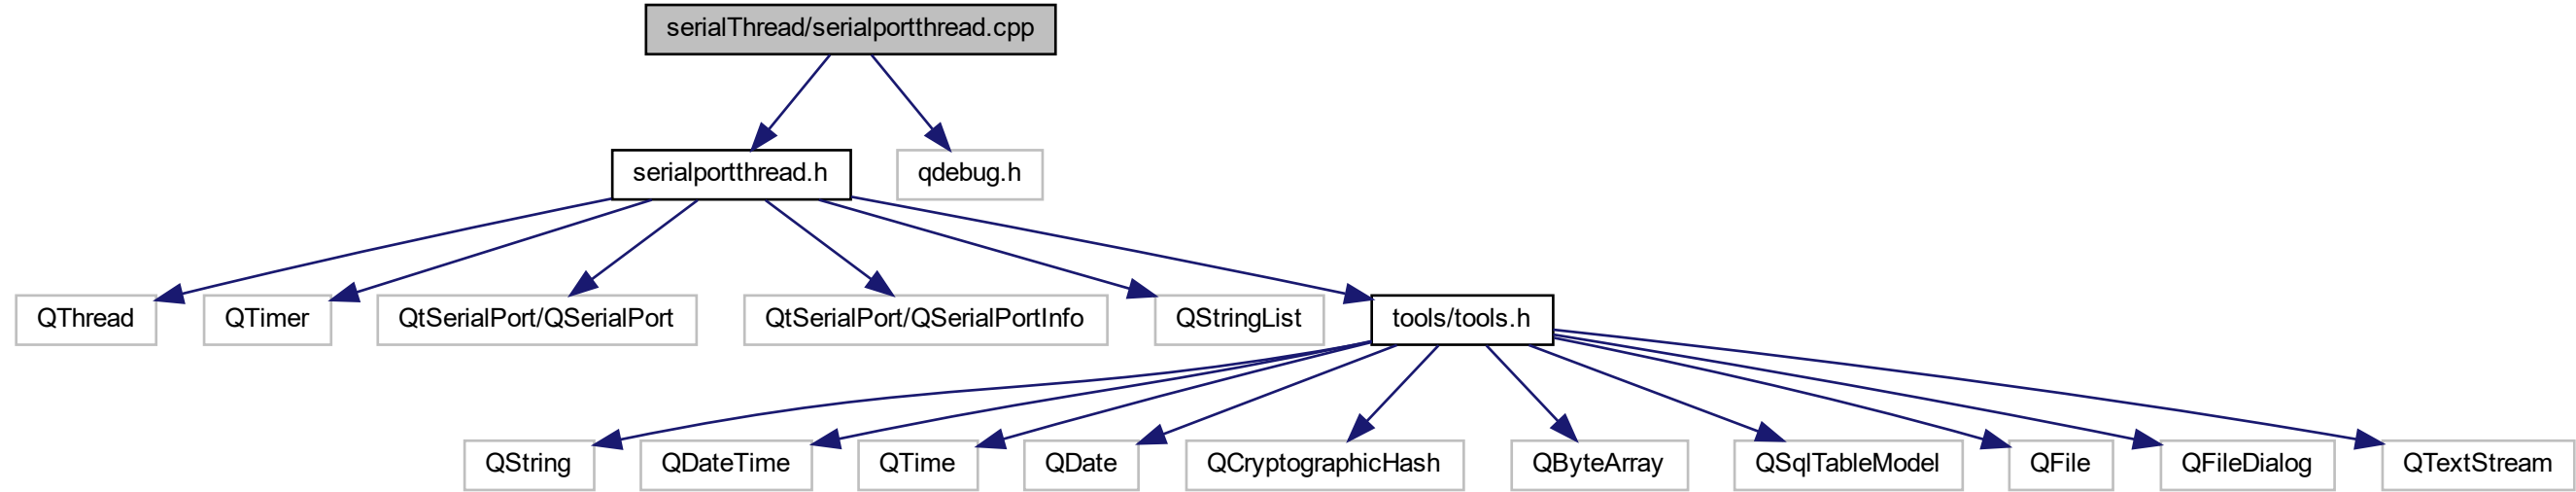 serialThread/serialportthread.cpp
serialportthread.h
qdebug.h
QThread
QTimer
QtSerialPort/QSerialPort
QtSerialPort/QSerialPortInfo
QStringList
tools/tools.h
QString
QDateTime
QTime
QDate
QCryptographicHash
QByteArray
QSqlTableModel
QFile
QFileDialog
QTextStream